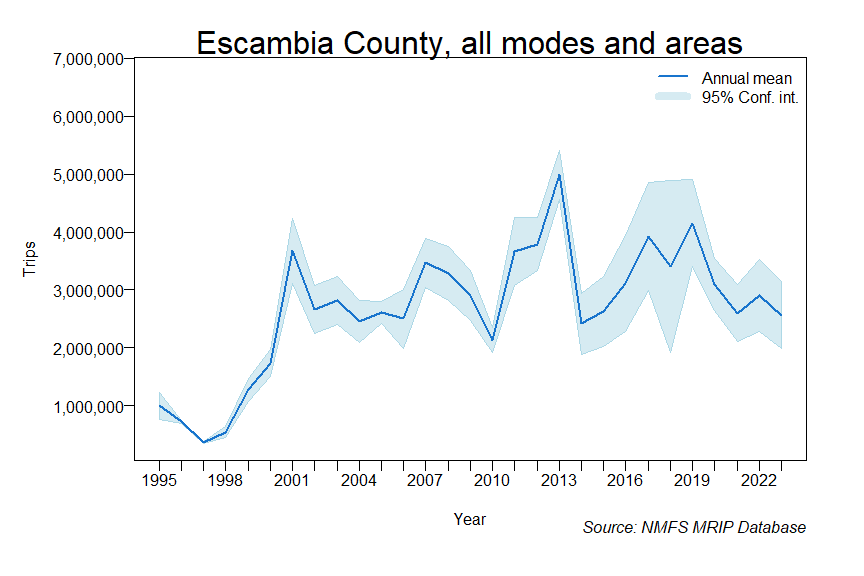 Escambia County, all modes and areas
7,000,000
6,000,000
5,000,000
4,000,000
3,000,000
2,000,000
1,000,000
Trips
Annual mean
95% Conf. int.
1995 1998 2001 2004 2007 2010 2013 2016 2019 2022
Year
Source: NMFS MRIP Database